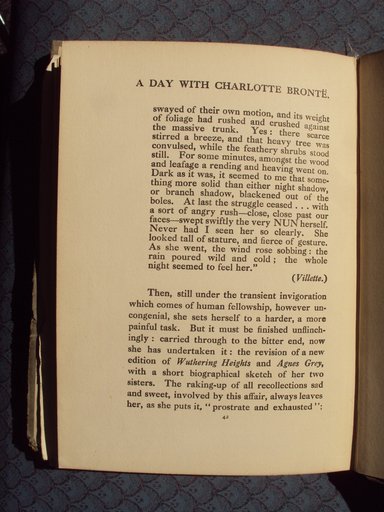 A DAY WITH CHARLOTTE BRONTË.
swayed of their own motion, and its weight
of foliage had rushed and crushed against
the massive trunk. Yes: there scarce
stirred a breeze, and that heavy tree was
convulsed, while the feathery shrubs stood
still. For some minutes, amongst the wood
and leafage a rending and heaving went on.
Dark as it was, it seemed to me that some-
thing more solid than either night shadow,
or branch shadow, blackened out of the
boles. At last the struggle ceased . . . with
a sort of angry rush—close, close past our
faces—swept swiftly the very NUN herself.
Never had I seen her so clearly. She
looked tall of stature, and fierce of gesture.
As she went, the wind rose sobbing: the
rain poured wild and cold; the whole
night seemed to feel her."
(Villette.)
Then, still under the transient invigoration
which comes of human fellowship, however un-
congenial, she sets herself to a harder, a more
painful task. But it must be finished unflinch-
ingly: carried through to the bitter end, now
she has undertaken it: the revision of a new
edition of Wuthering Heights and Agnes Grey,
with a short biographical sketch of her two
sisters. The raking-up of all recollections sad
and sweet, involved by this affair, always leaves
her, as she puts it, "prostrate and exhausted":
42